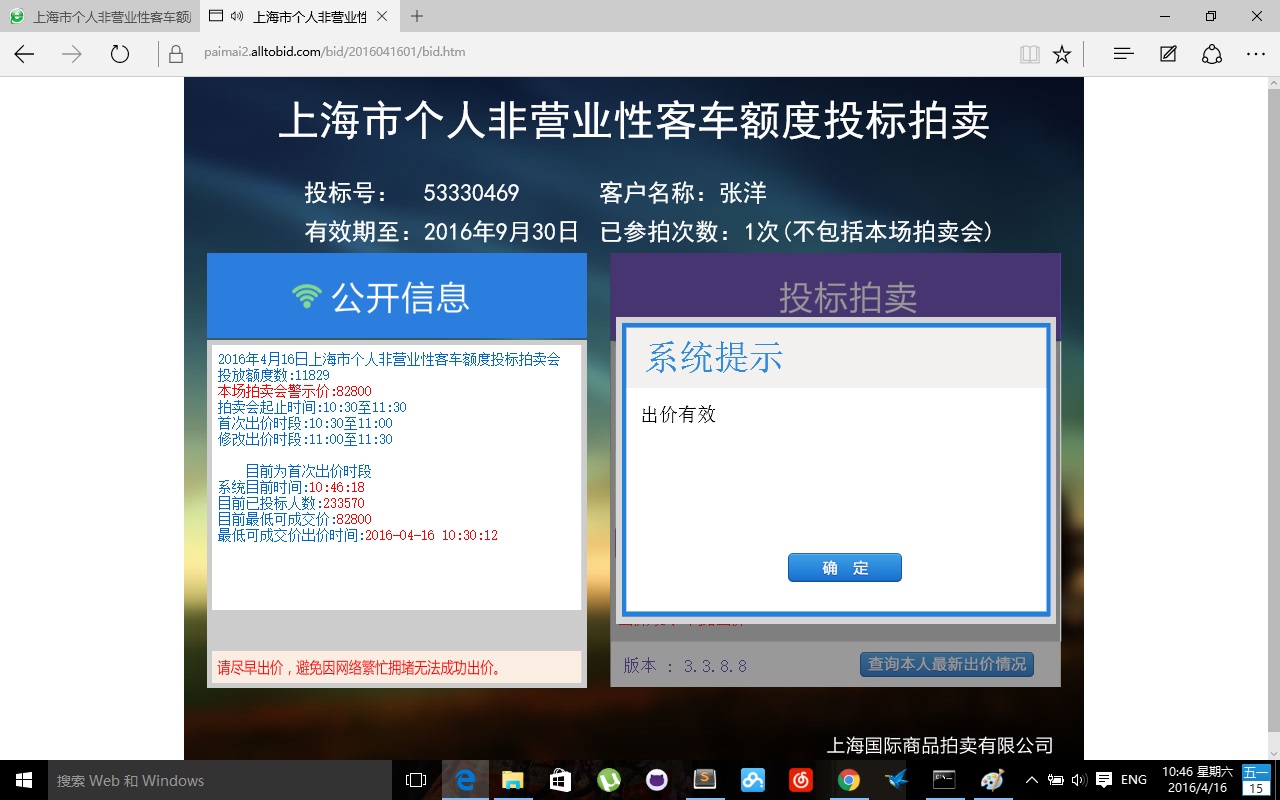 上海市个人非营业性客车额
上海市个人非营业性
paimai2.alltobid.com/bid/2016041601/bid.htm
上海市个人非营业性客车额度投标拍卖
投标号： 53330469 客户名称：张洋
有效期至：2016年9月30日 已参拍次数：1次(不包括本场拍卖会)
公开信息
2016年4月16日上海市个人非营业性客车额度投标拍卖会
投放额度数:11829
本场拍卖会警示价:82800
拍卖会起止时间:10:30至11:30
首次出价时段:10:30至11:00
修改出价时段:11:00至11:30
目前为首次出价时段
系统目前时间:10:46:18
目前已投标人数:233570
目前最低可成交价:82800
最低可成交价出价时间:2016-04-16 10:30:12
请尽早出价，避免因网络繁忙拥堵无法成功出价。
投标拍卖
系统提示
出价有效
确 定
版本 : 3.3.8.8
查询本人最新出价情况
上海国际商品拍卖有限公司
搜索 Web 和 Windows
ENG
10:46 星期六
2016/4/16
五一
15